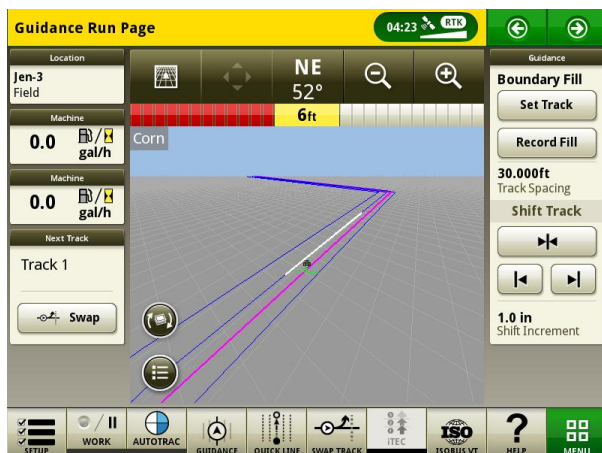 Guidance Run Page
04:23
RTK
Location
Jen-3
Field
Machine
0.0
gal/h
Machine
0.0
gal/h
Next Track
Track 1
Swap
NE
52°
6ft
Corn
Guidance
Boundary Fill
Set Track
Record Fill
30.000ft
Track Spacing
Shift Track
1.0 in
Shift Increment
SETUP
WORK
AUTOTRAC
GUIDANCE
QUICK LINE
SWAP TRACK
iTEC
ISO
ISOBUS VT
?
HELP
MENU